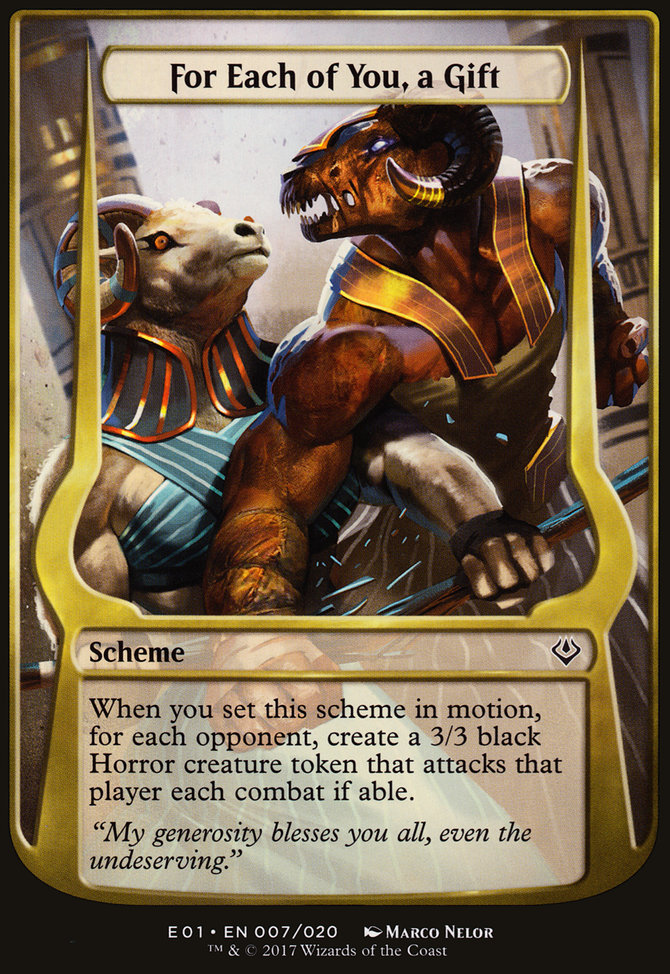 For Each of You, a Gift
Scheme
When you set this scheme in motion,
for each opponent, create a 3/3 black
Horror creature token that attacks that
player each combat if able.
“My generosity blesses you all, even the
undeserving.”
E01 • EN 007/020 Marco Nelor
™ & © 2017 Wizards of the Coast